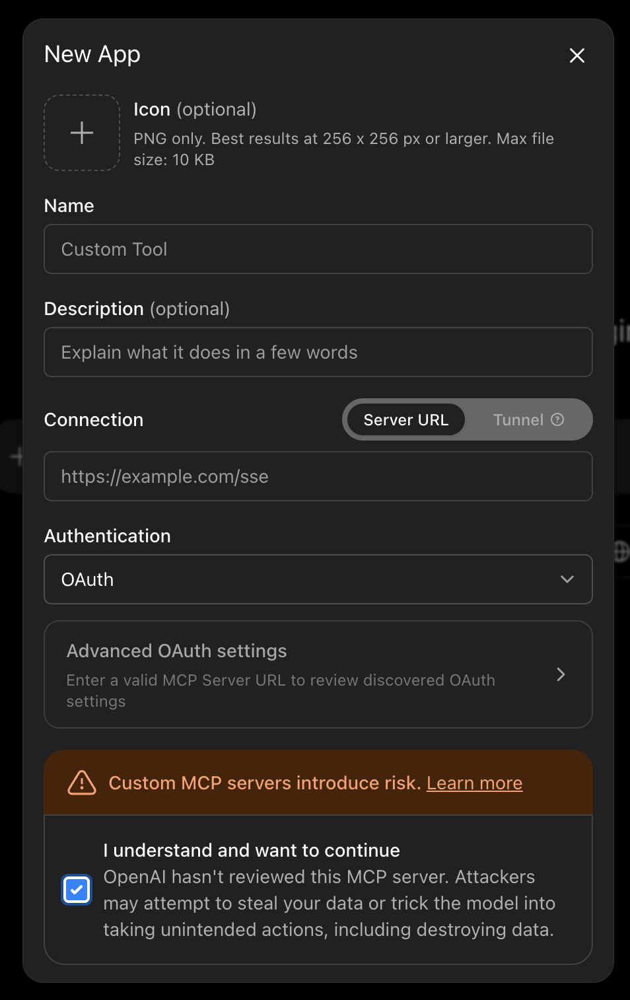 New App
Icon (optional)
PNG only. Best results at 256 x 256 px or larger. Max file
size: 10 KB
Name
Custom Tool
Description (optional)
Explain what it does in a few words
Connection
Server URL
Tunnel
https://example.com/sse
Authentication
OAuth
Advanced OAuth settings
Enter a valid MCP Server URL to review discovered OAuth
settings
Custom MCP servers introduce risk. Learn more
I understand and want to continue
OpenAI hasn't reviewed this MCP server. Attackers
may attempt to steal your data or trick the model into
taking unintended actions, including destroying data.